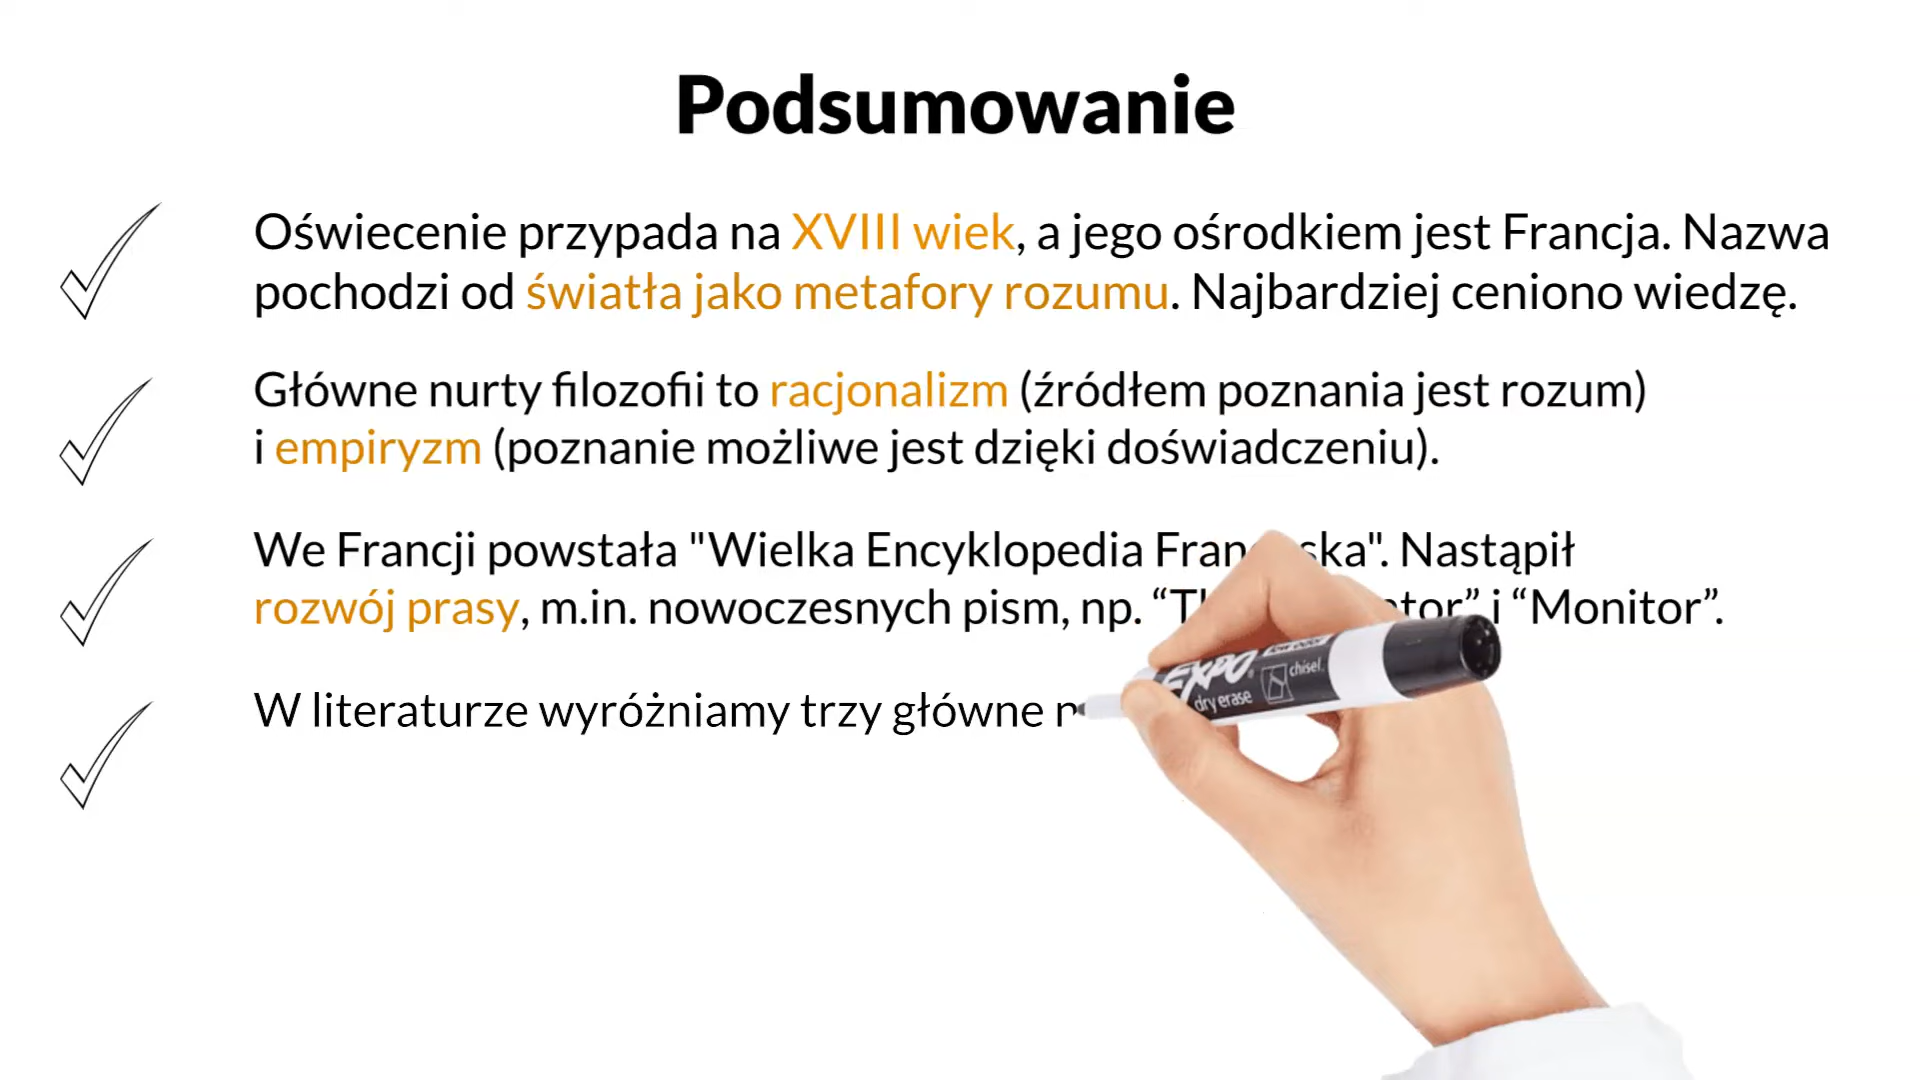 Podsumowanie
Oświecenie przypada na XVIII wiek, a jego ośrodkiem jest Francja. Nazwa
pochodzi od światła jako metafory rozumu. Najbardziej ceniono wiedzę.
Główne nurty filozofii to racjonalizm (źródłem poznania jest rozum)
i empiryzm (poznanie możliwe jest dzięki doświadczeniu).
We Francji powstała "Wielka Encyklopedia Nastąpił
rozwój prasy, m.in. nowoczesnych pism, np. i “Monitor”.
W literaturze wyróżniamy trzy główne
EXPO
chisel
dry erase